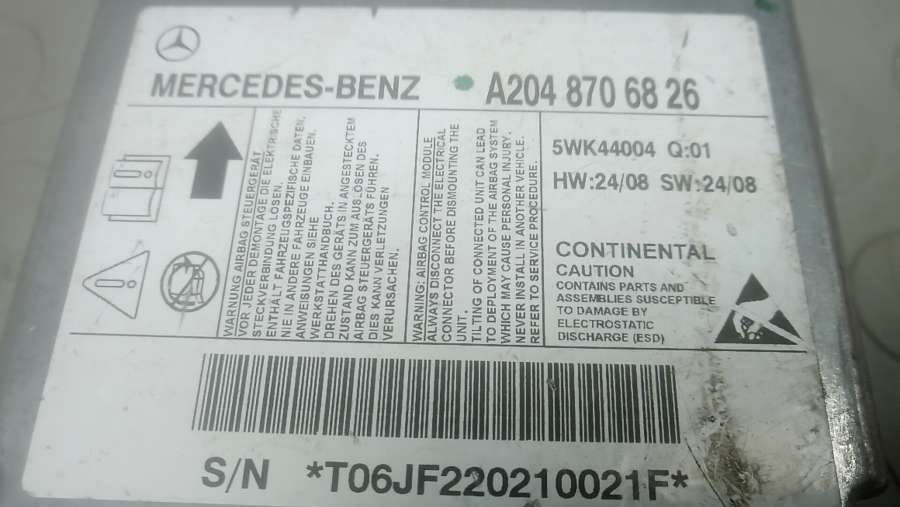 MERCEDES-BENZ A204 870 68 26
WARNUNG AIRBAG STEUERGERÄT
VOR JEDER DEMONTAGE ELEKTRISCHE
STECKVERBINDUNG LÖSEN.
ENTHÄLT FAHRZEUGSPEZIFISCHE DATEN,
NIE IN ANDERE FAHRZEUGE EINBAUEN.
ANWEISUNGEN SIEHE
WERKSTATTHANDBUCH.
DREHEN DES GERÄTS IN ANGESTECKTEM
ZUSTAND KANN ZUM AUSLÖSEN DES
AIRBAG STEUERGERÄTS FÜHREN.
DIES KANN VERLETZUNGEN
VERURSACHEN.
WARNING: AIRBAG CONTROL MODULE
ALWAYS DISCONNECT THE ELECTRICAL
CONNECTOR BEFORE DISMOUNTING THE
UNIT.
TILTING OF CONNECTED UNIT CAN LEAD
TO DEPLOYMENT OF THE AIRBAG SYSTEM
WHICH MAY CAUSE PERSONAL INJURY.
NEVER INSTALL IN ANOTHER VEHICLE.
REFER TO SERVICE PROCEDURE.
5WK44004 Q:01
HW:24/08 SW:24/08
CONTINENTAL
CAUTION
CONTAINS PARTS AND
ASSEMBLIES SUSCEPTIBLE
TO DAMAGE BY
ELECTROSTATIC
DISCHARGE (ESD)
S/N *T06JF220210021F*